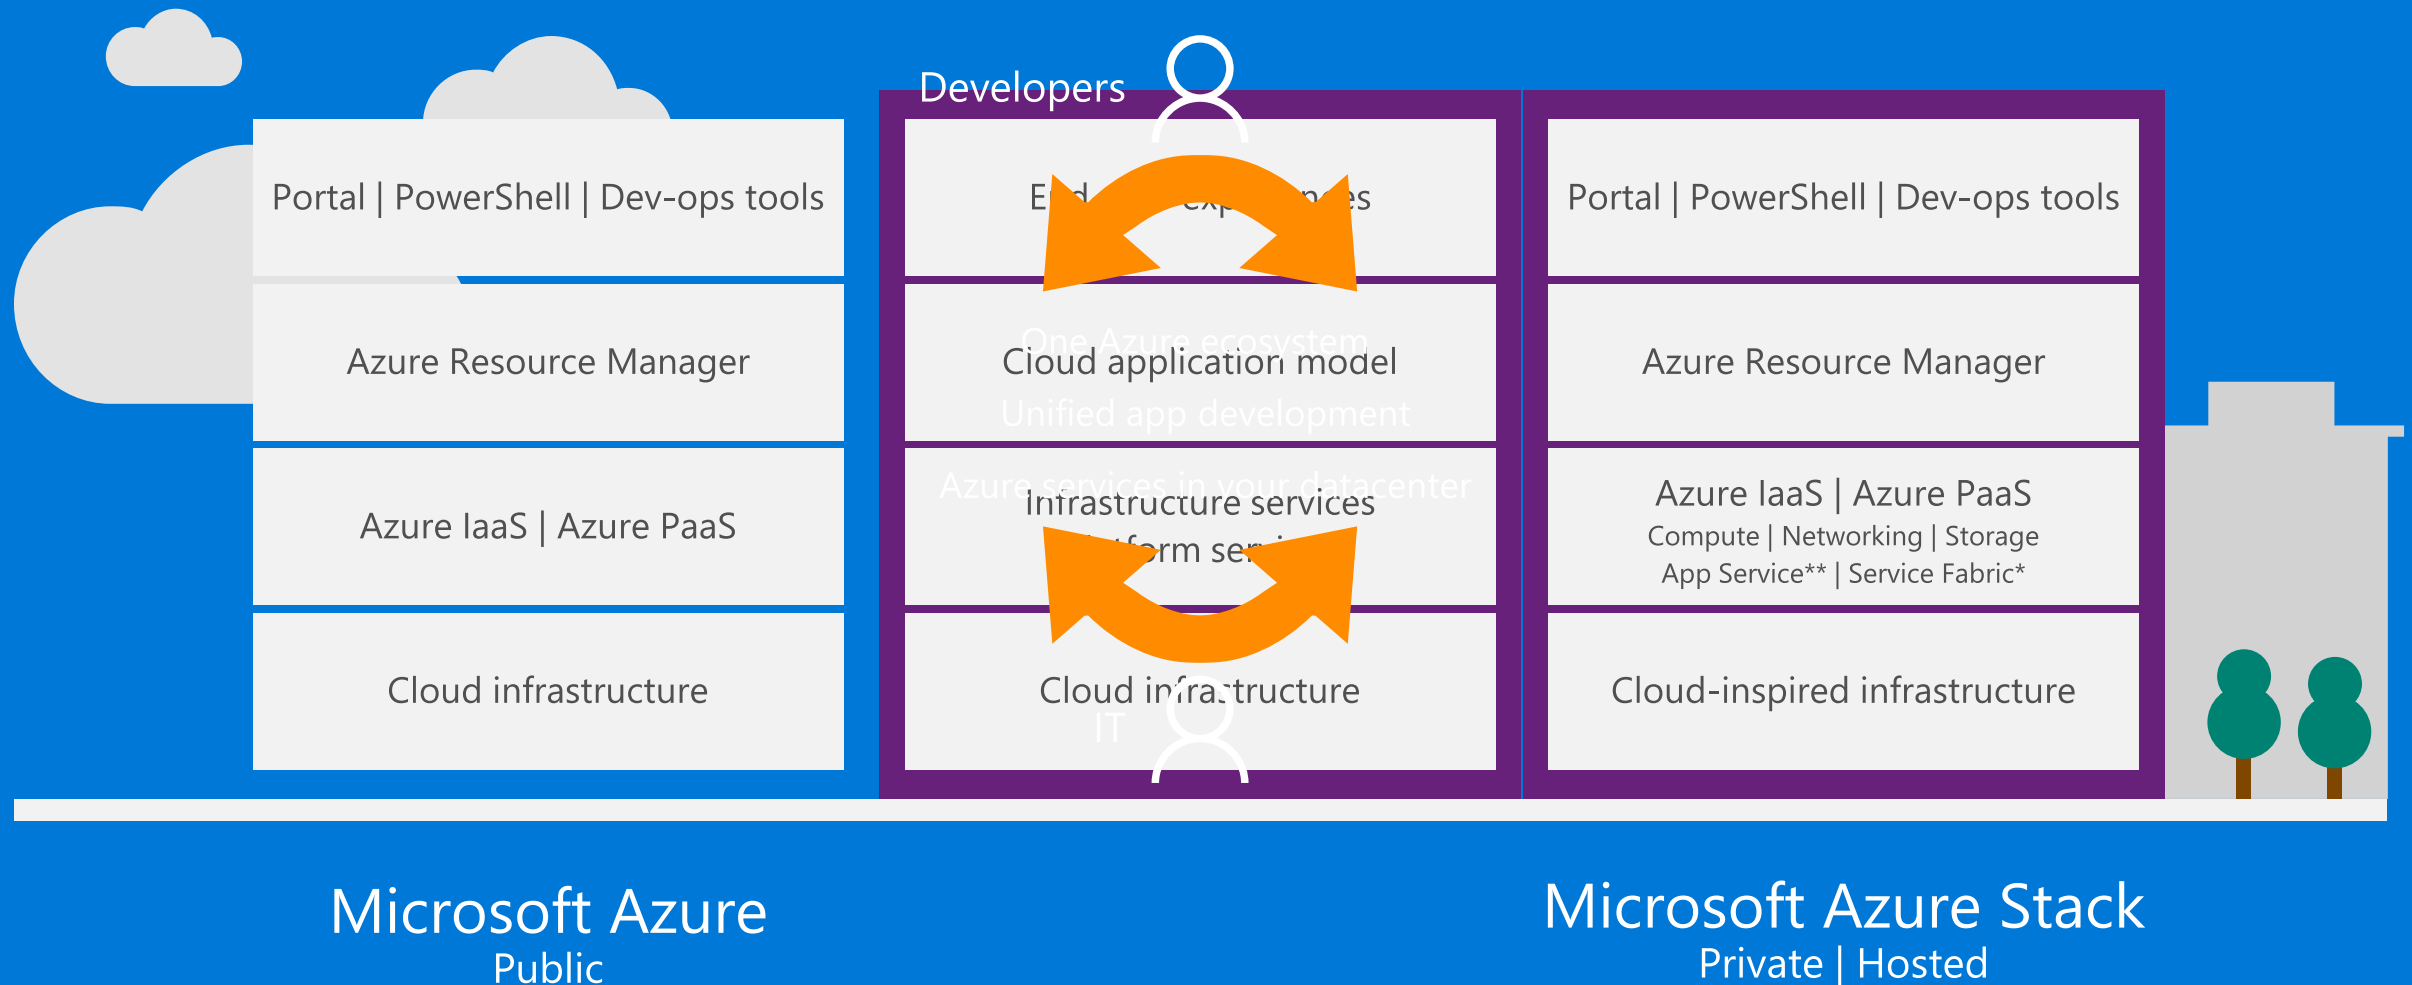 Developers
Portal | PowerShell | Dev-ops tools
Azure Resource Manager
Azure IaaS | Azure PaaS
Cloud infrastructure
One Azure ecosystem
Cloud application model
Unified app development
Azure services in your datacenter
Infrastructure services
Cloud infrastructure
IT
Portal | PowerShell | Dev-ops tools
Azure Resource Manager
Azure IaaS | Azure PaaS
Compute | Networking | Storage
App Service** | Service Fabric*
Cloud-inspired infrastructure
Microsoft Azure
Public
Microsoft Azure Stack
Private | Hosted